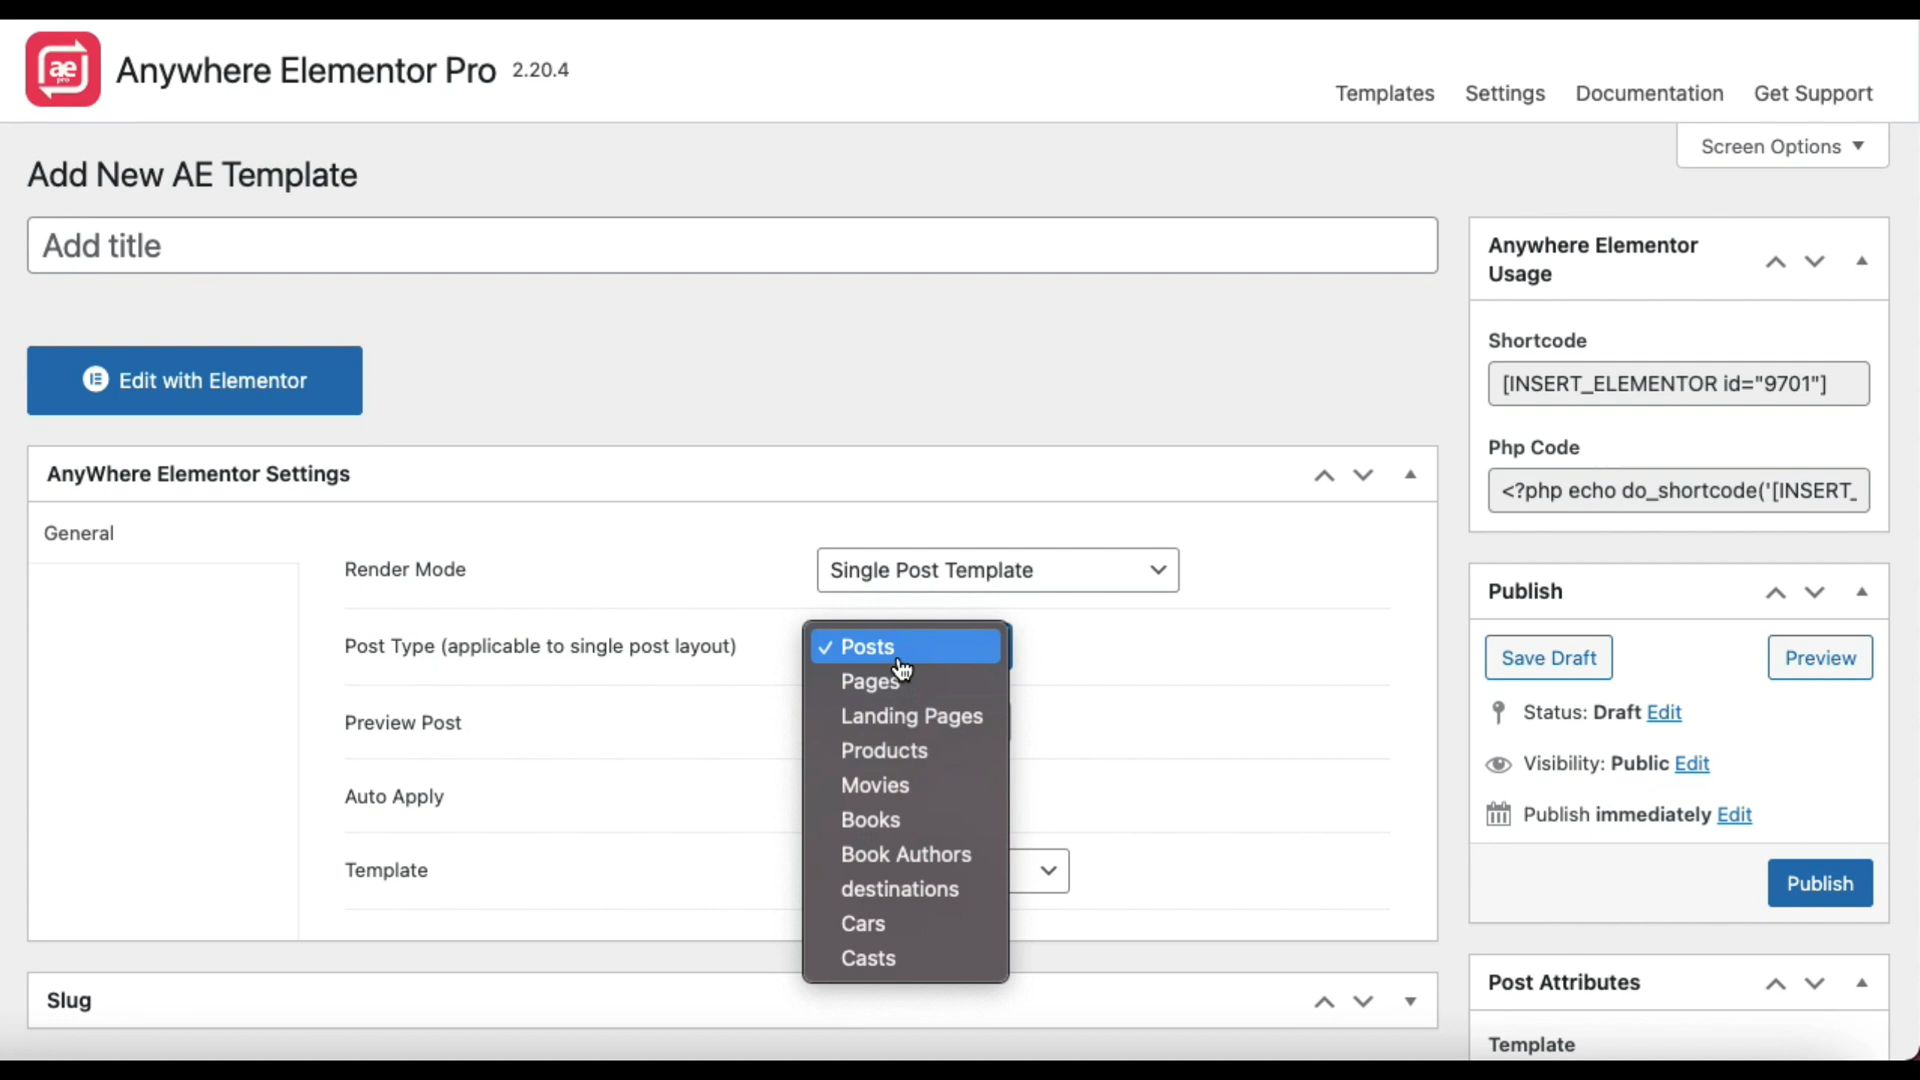 ae
pro
Anywhere Elementor Pro 2.20.4
Templates Settings Documentation Get Support
Screen Options
Add New AE Template
Add title
Edit with Elementor
AnyWhere Elementor Settings
General
Render Mode
Single Post Template
Post Type (applicable to single post layout)
Preview Post
Auto Apply
Template
✓ Posts
Pages
Landing Pages
Products
Movies
Books
Book Authors
destinations
Cars
Casts
Slug
Anywhere Elementor
Usage
Shortcode
[INSERT_ELEMENTOR id="9701"]
Php Code
<?php echo do_shortcode('[INSERT_
Publish
Save Draft
Preview
Status: Draft Edit
Visibility: Public Edit
Publish immediately Edit
Publish
Post Attributes
Template